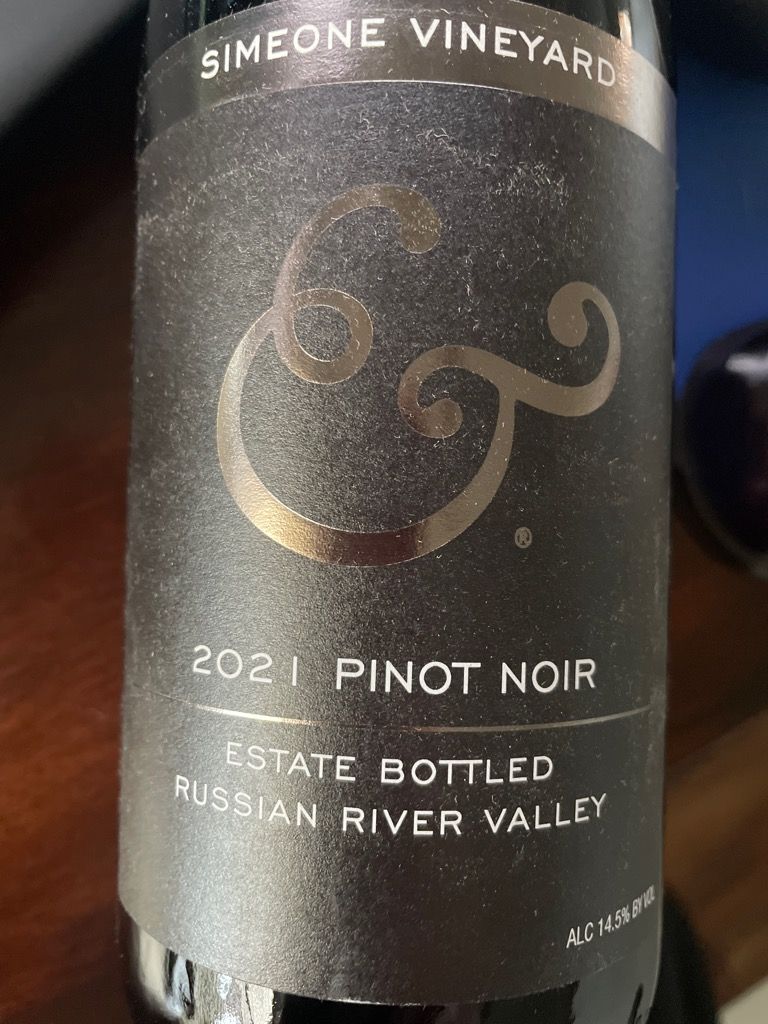 SIMEONE VINEYARD
&
®
2021 PINOT NOIR
ESTATE BOTTLED
RUSSIAN RIVER VALLEY
ALC 14.5% BY VOL